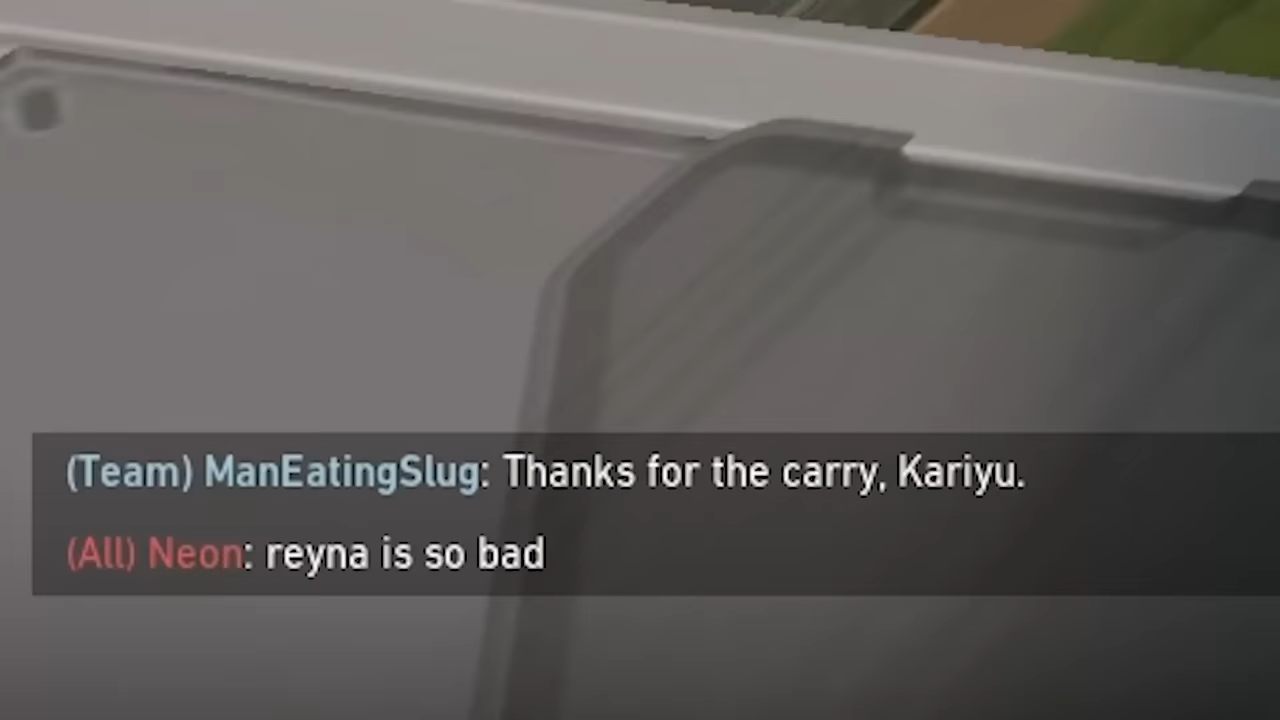 (Team) ManEatingSlug: Thanks for the carry, Kariyu.
(All) Neon: reyna is so bad